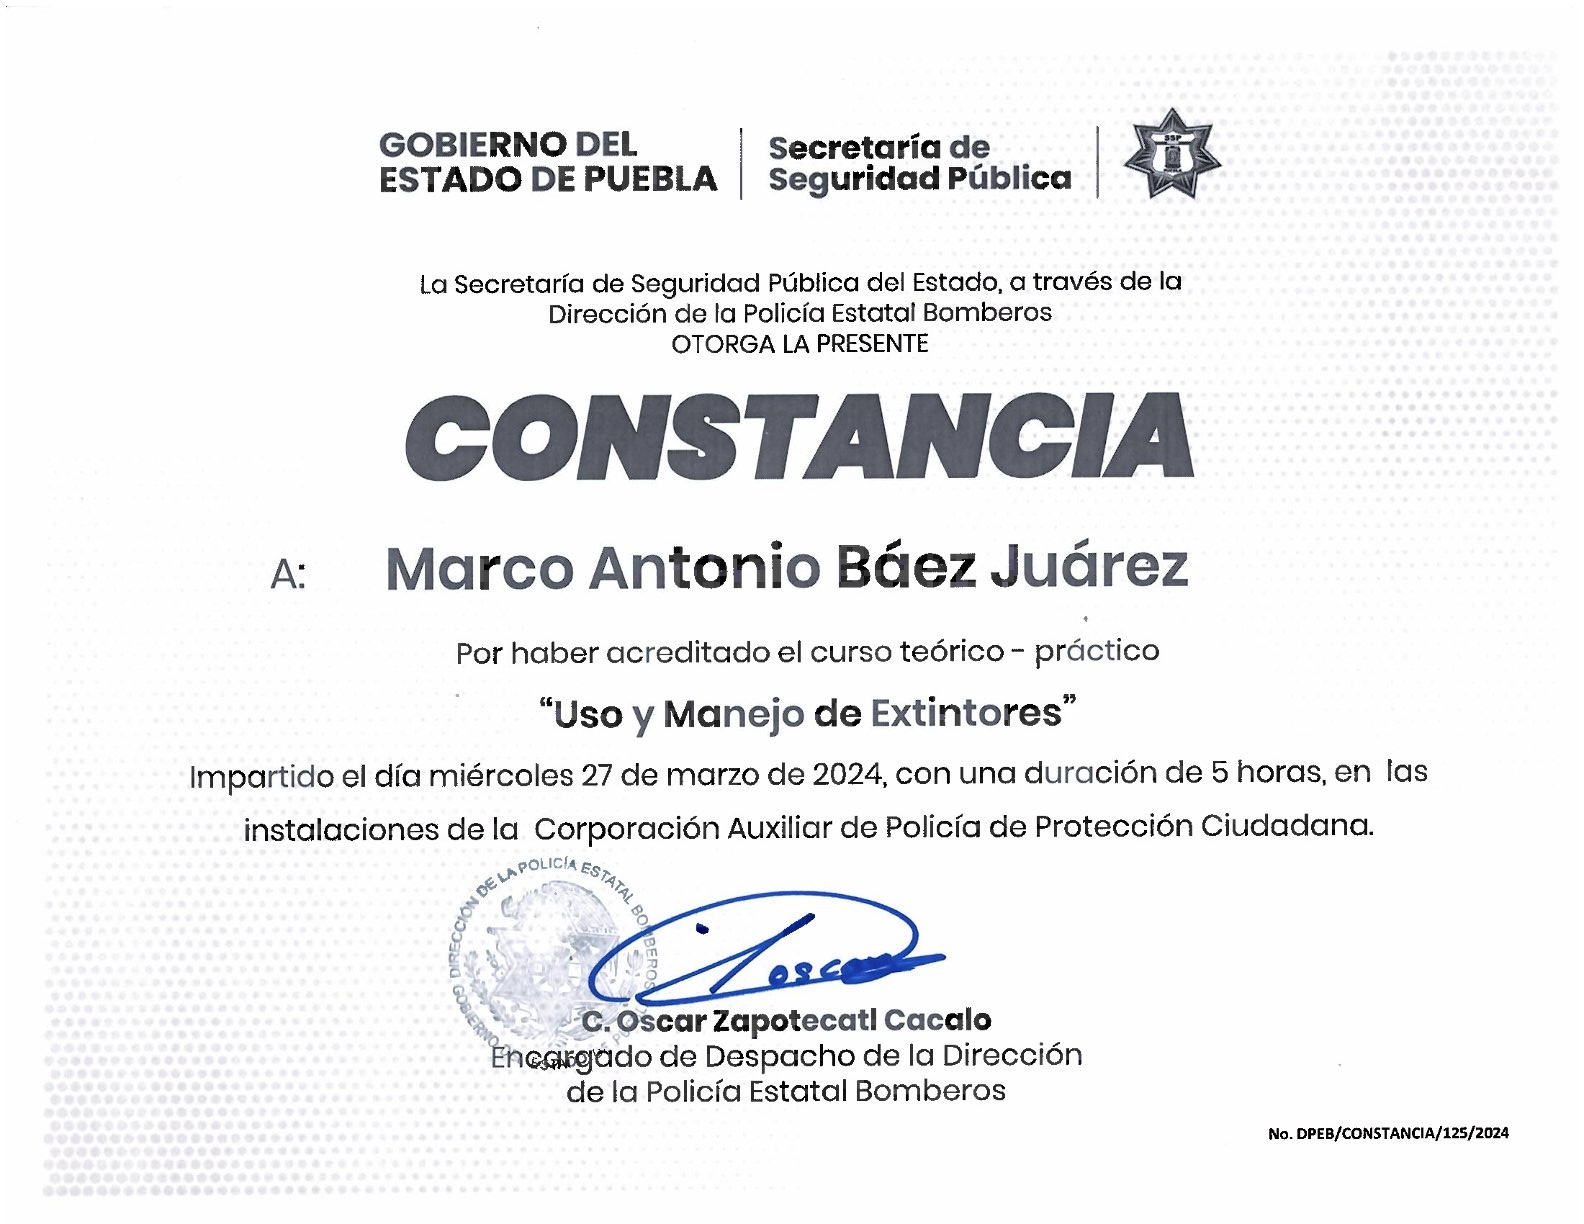 GOBIERNO DEL
ESTADO DE PUEBLA
Secretaría de
Seguridad Pública
SSP
La Secretaría de Seguridad Pública del Estado, a través de la
Dirección de la Policía Estatal Bomberos
OTORGA LA PRESENTE
CONSTANCIA
A: Marco Antonio Báez Juárez
Por haber acreditado el curso teórico - práctico
“Uso y Manejo de Extintores”
Impartido el día miércoles 27 de marzo de 2024, con una duración de 5 horas, en las
instalaciones de la Corporación Auxiliar de Policía de Protección Ciudadana.
DIRECCIÓN DE LA POLICÍA ESTATAL BOMBEROS
GOBIERNO
C. Oscar Zapotecatl Cacalo
Encargado de Despacho de la Dirección
de la Policía Estatal Bomberos
No. DPEB/CONSTANCIA/125/2024